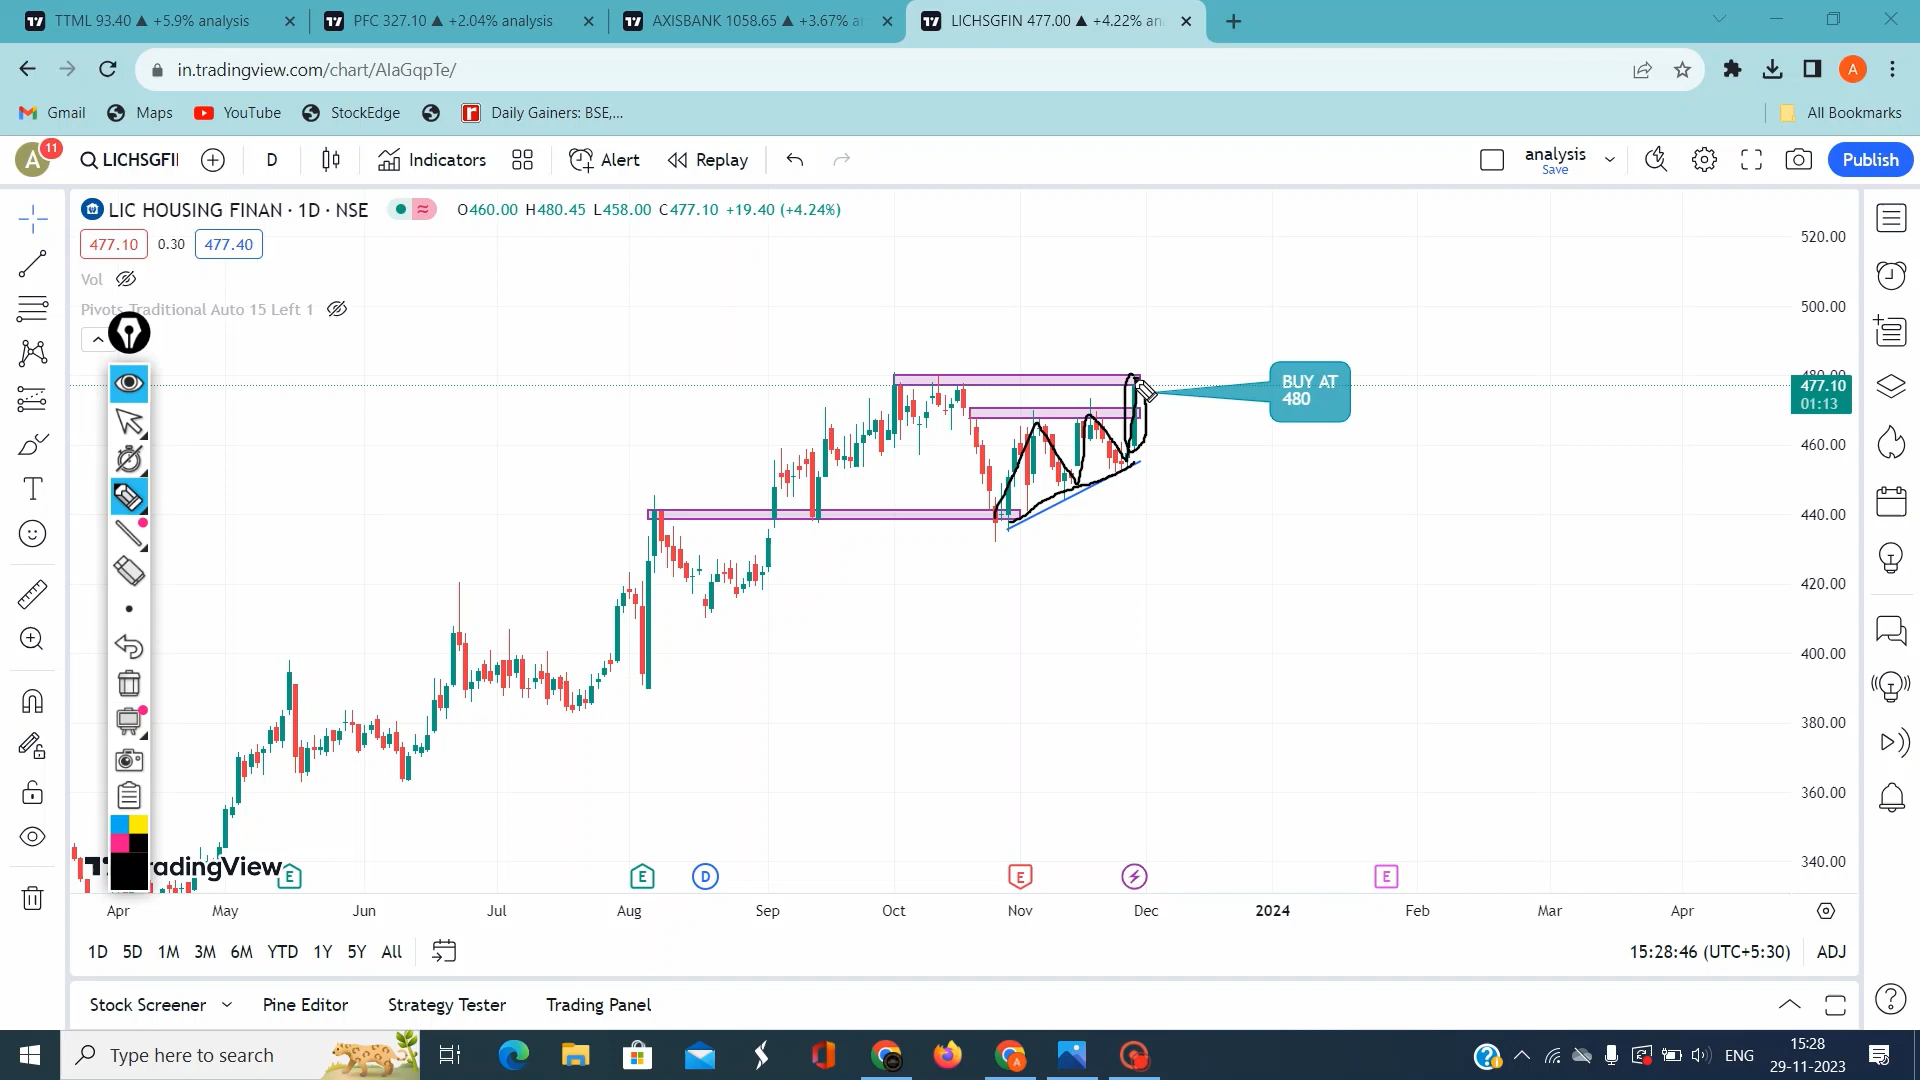 TTML 93.40 ▲ +5.9% analysis
PFC 327.10 ▲ +2.04% analysis
AXISBANK 1058.65 ▲ +3.67% a
LICHSGFIN 477.00 ▲ +4.22% an
in.tradingview.com/chart/AlaGqpTe/
A
Gmail
Maps
YouTube
StockEdge
Daily Gainers: BSE,...
All Bookmarks
A
11
LICHSGFI
D
Indicators
Alert
Replay
analysis
Save
Publish
LIC HOUSING FINAN · 1D · NSE
O460.00 H480.45 L458.00 C477.10 +19.40 (+4.24%)
477.10
0.30
477.40
Vol
Pivots Traditional Auto 15 Left 1
BUY AT
480
520.00
500.00
477.10
01:13
460.00
440.00
420.00
400.00
380.00
360.00
340.00
TradingView
E
E
D
E
E
Apr
May
Jun
Jul
Aug
Sep
Oct
Nov
Dec
2024
Feb
Mar
Apr
1D
5D
1M
3M
6M
YTD
1Y
5Y
All
15:28:46 (UTC+5:30)
ADJ
Stock Screener
Pine Editor
Strategy Tester
Trading Panel
Type here to search
ENG
15:28
29-11-2023